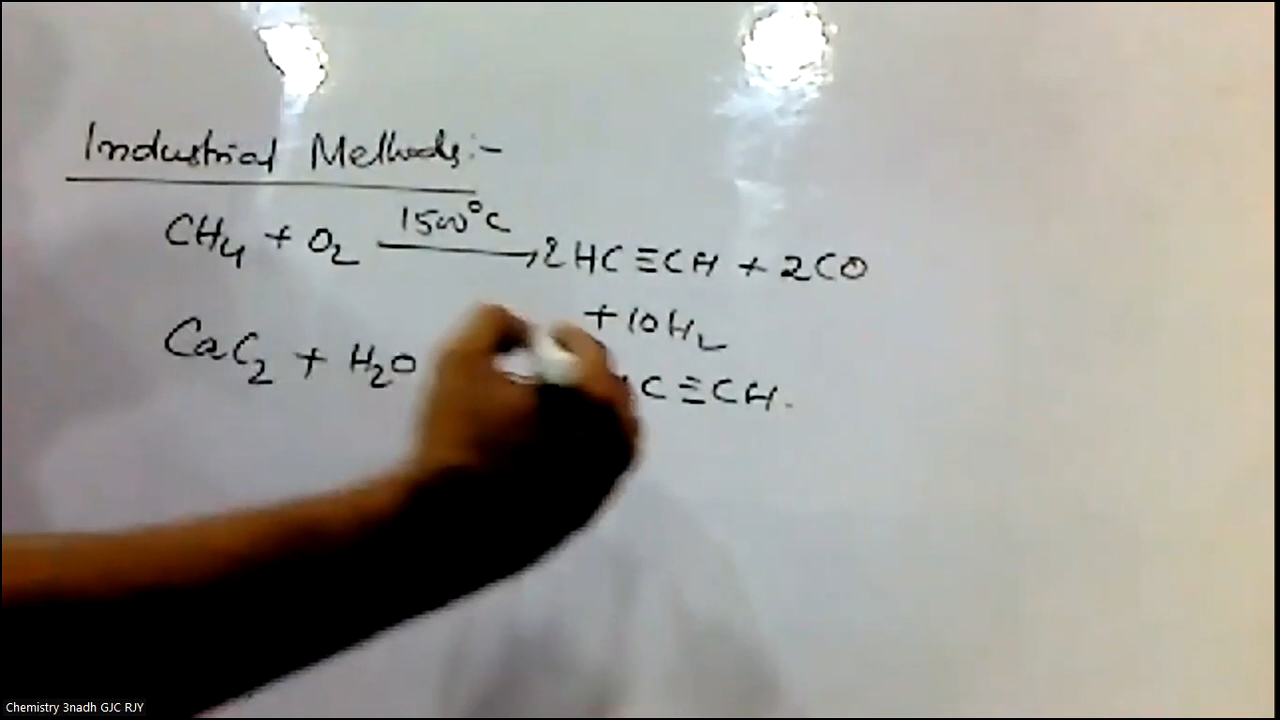 Industrial Methods:-
CH₄ + O₂ 1500°C → 2HC≡CH + 2CO
+10H₂
CaC₂ + H₂O C≡CH.
Chemistry 3nadh GJC RJY